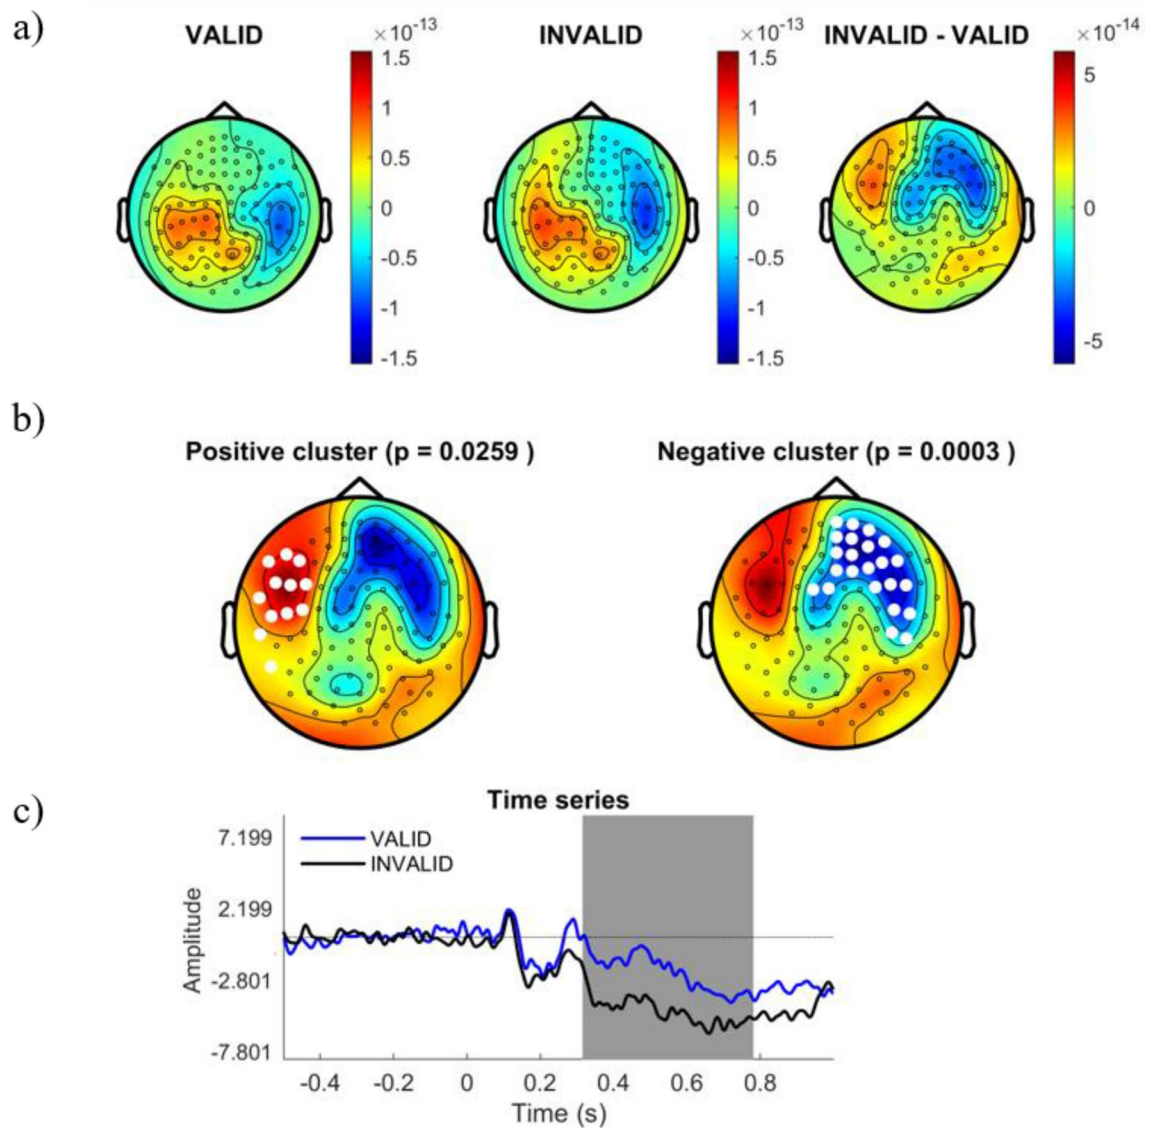 a)
VALID
×10-13
1.5
1
0.5
0
-0.5
-1
-1.5
INVALID
×10-13
1.5
1
0.5
0
-0.5
-1
-1.5
INVALID - VALID
×10-14
5
0
-5
b)
Positive cluster (p = 0.0259 )
Negative cluster (p = 0.0003 )
c)
Time series
VALID
INVALID
Amplitude
7.199
2.199
-2.801
-7.801
-0.4 -0.2 0 0.2 0.4 0.6 0.8
Time (s)